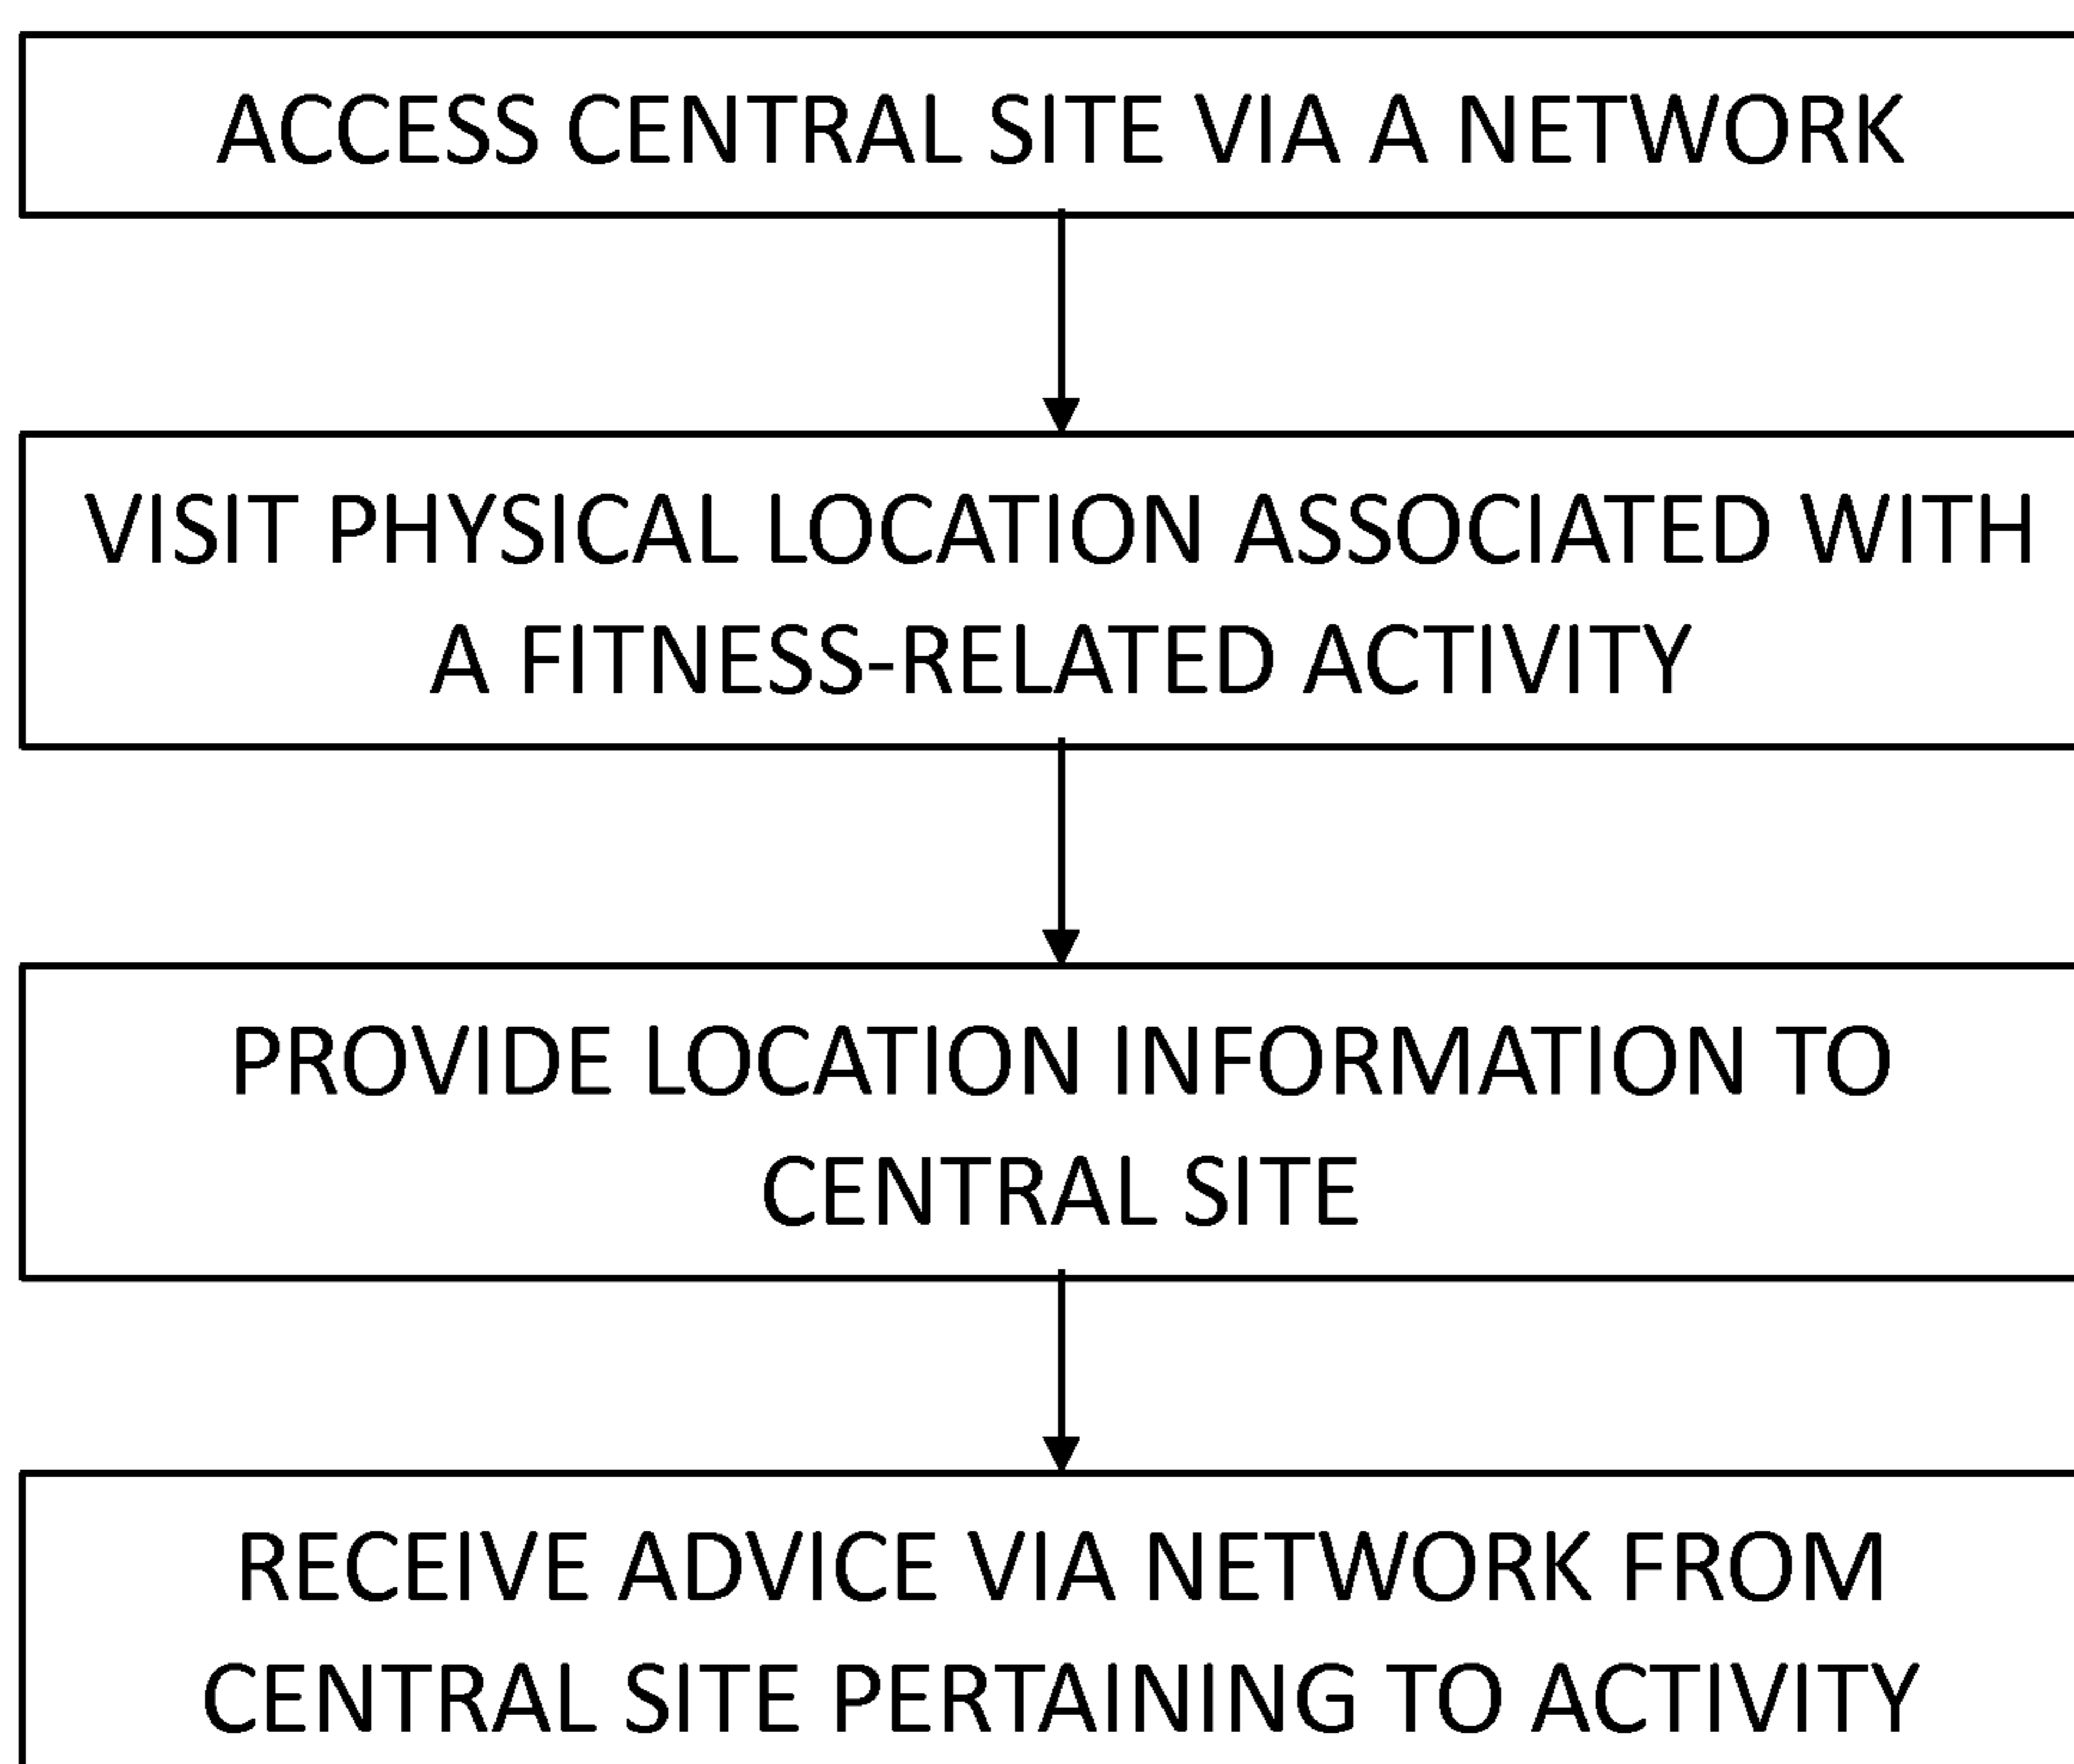 ACCESS CENTRAL SITE VIA A NETWORK
VISIT PHYSICAL LOCATION ASSOCIATED WITH
A FITNESS-RELATED ACTIVITY
PROVIDE LOCATION INFORMATION TO
CENTRAL SITE
RECEIVE ADVICE VIA NETWORK FROM
CENTRAL SITE PERTAINING TO ACTIVITY